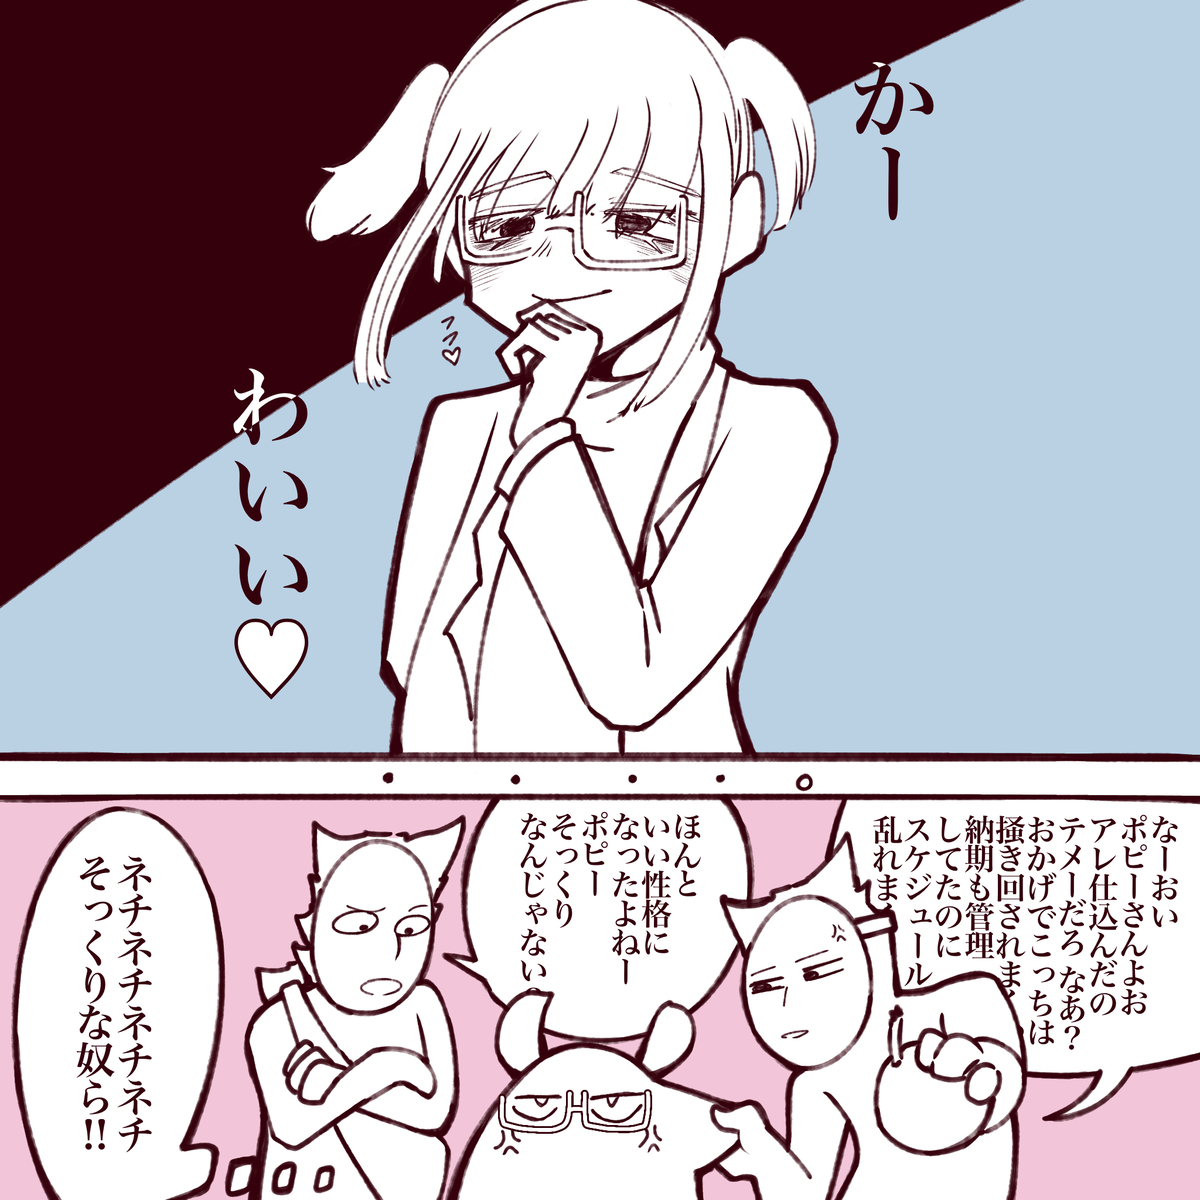 かー
わいい♡
フフ♡
なーおい
ポピーさんよお
アレ仕込んだの
テメーだろ なあ?
おかげでこっちは
掻き回されま
納期も管理
してたのに
スケジュール
乱れま
ほんと
いい性格に
なったよねー
ポピー
そっくり
なんじゃない
ネチネチネチネチネチ
そっくりな奴ら!!